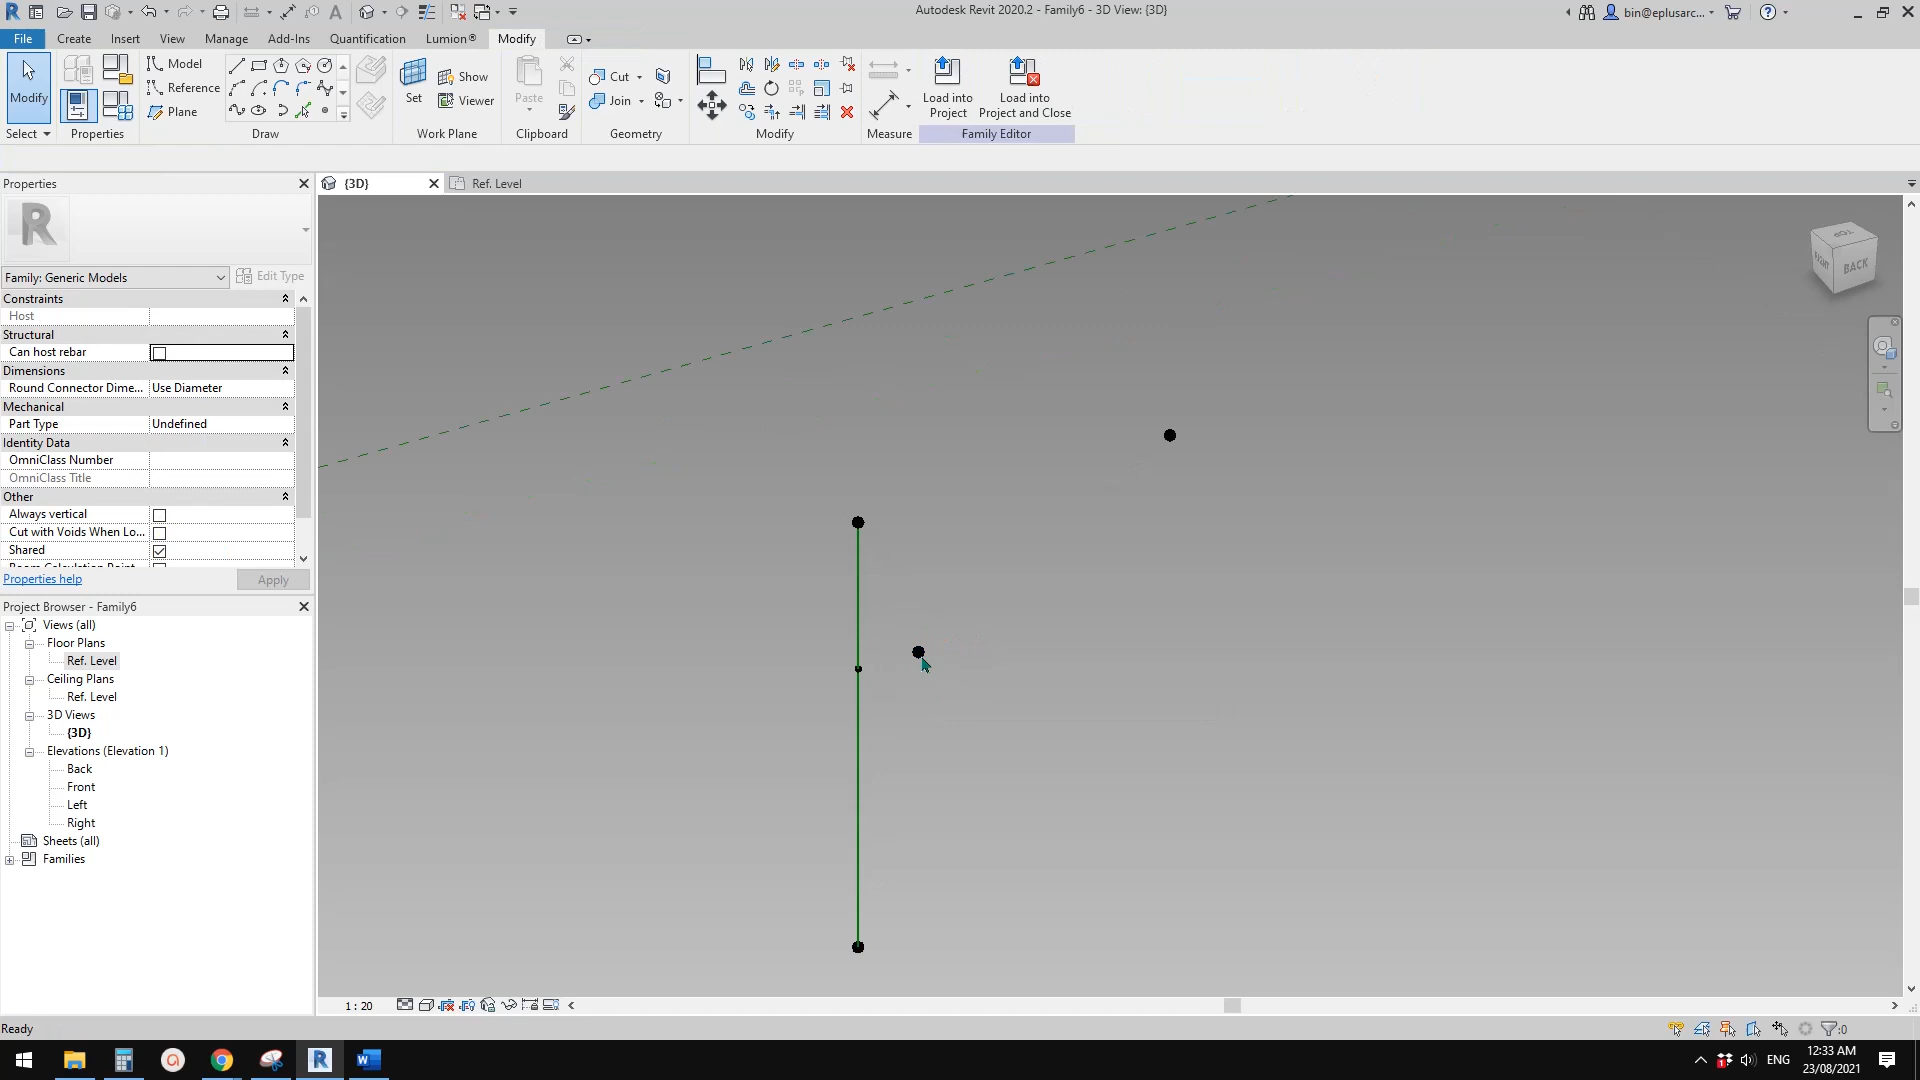 Autodesk Revit 2020.2 - Family6 - 3D View: {3D}
bin@eplusarc...
File Create Insert View Manage Add-Ins Quantification Lumion® Modify
Modify
Model
Reference
Plane
Set
Show
Viewer
Paste
Cut
Join
Load into
Project
Load into
Project and Close
Select Properties Draw Work Plane Clipboard Geometry Modify Measure Family Editor
Properties
{3D}
Ref. Level
Family: Generic Models
Edit Type
Constraints
Host
Structural
Can host rebar
Dimensions
Round Connector Dime... Use Diameter
Mechanical
Part Type Undefined
Identity Data
OmniClass Number
OmniClass Title
Other
Always vertical
Cut with Voids When Lo...
Shared
Properties help
Apply
Project Browser - Family6
Views (all)
Floor Plans
Ref. Level
Ceiling Plans
Ref. Level
3D Views
{3D}
Elevations (Elevation 1)
Back
Front
Left
Right
Sheets (all)
Families
TOP
RIGHT
BACK
1 : 20
Ready
:0
ENG
12:33 AM
23/08/2021